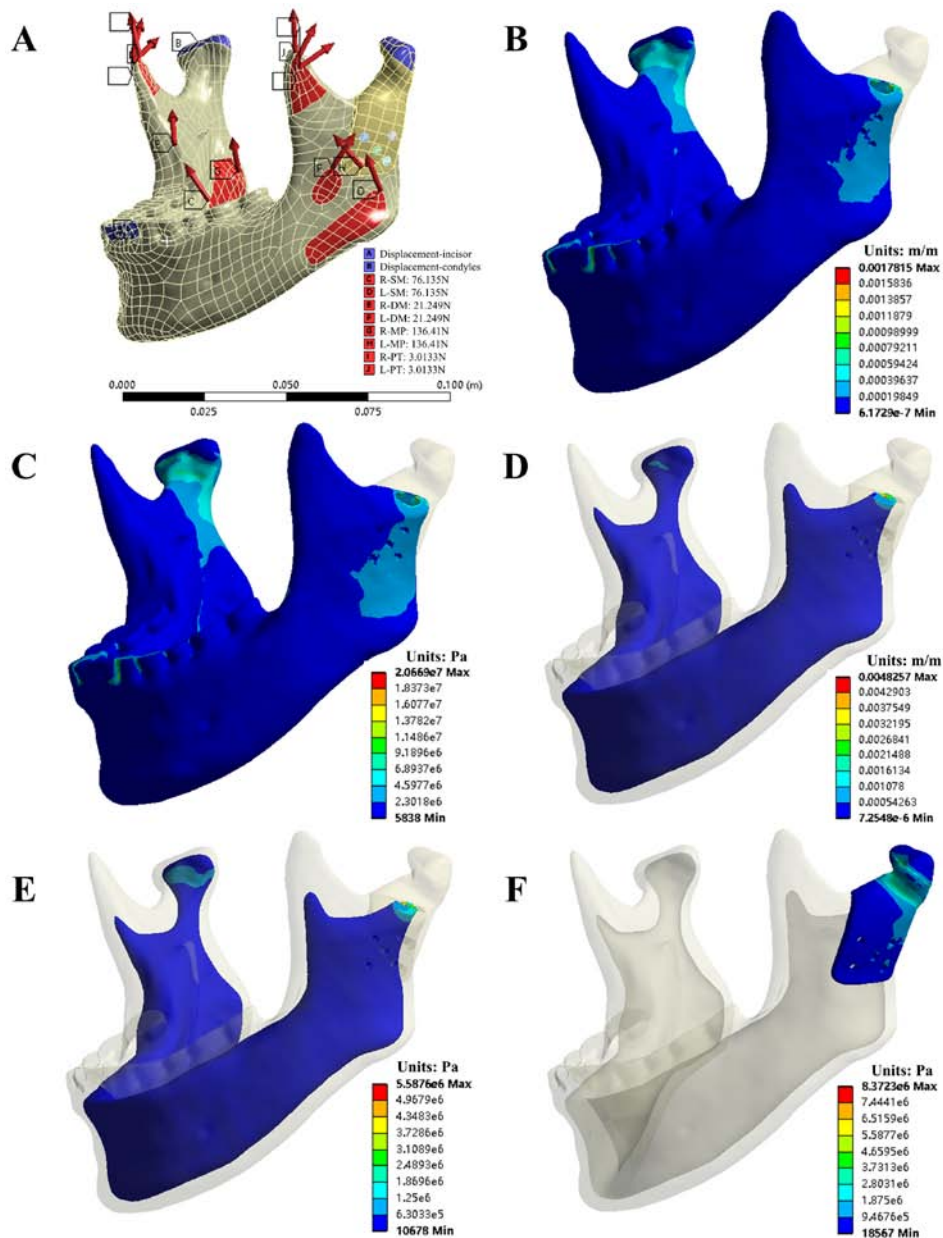 A
B
J
B
E
G
C
F
H
D
A Displacement-incisor
B Displacement-condyles
C R-SM: 76.135N
D L-SM: 76.135N
E R-DM: 21.249N
F L-DM: 21.249N
G R-MP: 136.41N
H L-MP: 136.41N
I R-PT: 3.0133N
J L-PT: 3.0133N
0.000 0.050 0.100 (m)
0.025 0.075
B
Units: m/m
0.0017815 Max
0.0015836
0.0013857
0.0011879
0.00098999
0.00079211
0.00059424
0.00039637
0.00019849
6.1729e-7 Min
C
Units: Pa
2.0669e7 Max
1.8373e7
1.6077e7
1.3782e7
1.1486e7
9.1896e6
6.8937e6
4.5977e6
2.3018e6
5838 Min
D
Units: m/m
0.0048257 Max
0.0042903
0.0037549
0.0032195
0.0026841
0.0021488
0.0016134
0.001078
0.00054263
7.2548e-6 Min
E
Units: Pa
5.5876e6 Max
4.9679e6
4.3483e6
3.7286e6
3.1089e6
2.4893e6
1.8696e6
1.25e6
6.3033e5
10678 Min
F
Units: Pa
8.3723e6 Max
7.4441e6
6.5159e6
5.5877e6
4.6595e6
3.7313e6
2.8031e6
1.875e6
9.4676e5
18567 Min